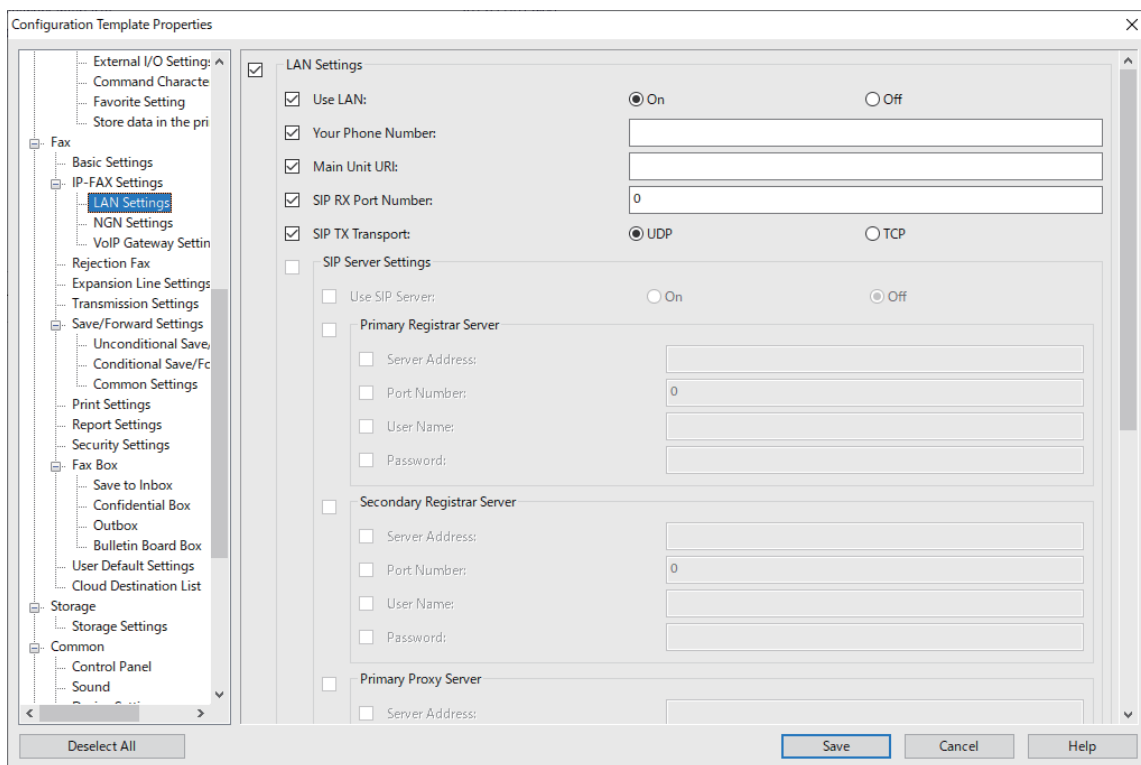 Configuration Template Properties
External I/O Setting:
Command Characte
Favorite Setting
Store data in the pri
Fax
Basic Settings
IP-FAX Settings
LAN Settings
NGN Settings
VoIP Gateway Settin
Rejection Fax
Expansion Line Settings
Transmission Settings
Save/Forward Settings
Unconditional Save/
Conditional Save/Fc
Common Settings
Print Settings
Report Settings
Security Settings
Fax Box
Save to Inbox
Confidential Box
Outbox
Bulletin Board Box
User Default Settings
Cloud Destination List
Storage
Storage Settings
Common
Control Panel
Sound
LAN Settings
Use LAN: On Off
Your Phone Number:
Main Unit URI:
SIP RX Port Number: 0
SIP TX Transport: UDP TCP
SIP Server Settings
Use SIP Server: On Off
Primary Registrar Server
Server Address:
Port Number: 0
User Name:
Password:
Secondary Registrar Server
Server Address:
Port Number: 0
User Name:
Password:
Primary Proxy Server
Server Address:
Deselect All Save Cancel Help